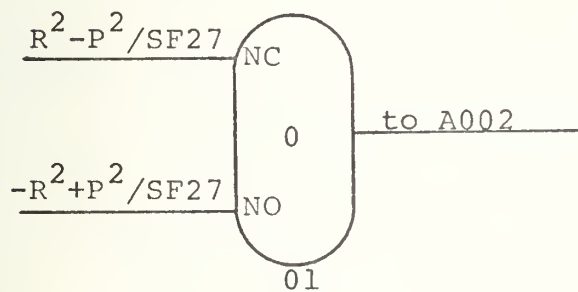 R²-P²/SF27
NC
to A002
0
-R²+P²/SF27
NO
01